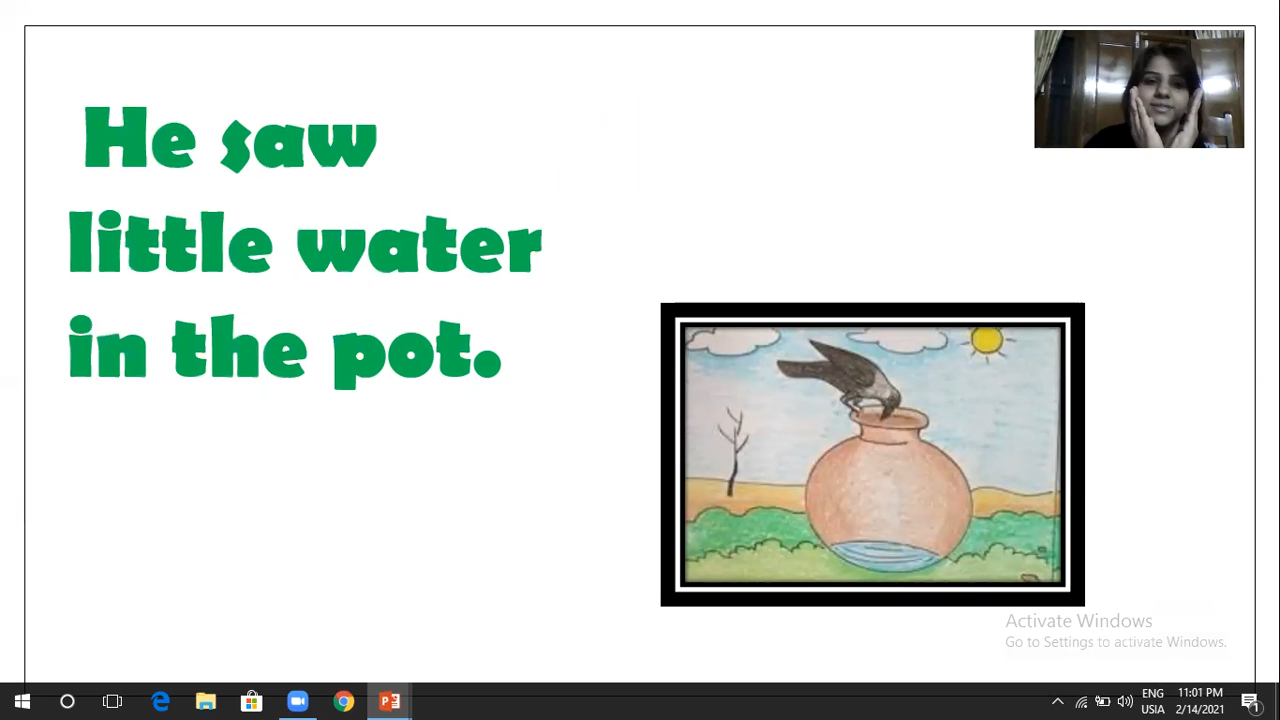 He saw
little water
in the pot.
Activate Windows
Go to Settings to activate Windows.
ENG
11:01 PM
USIA
2/14/2021
1